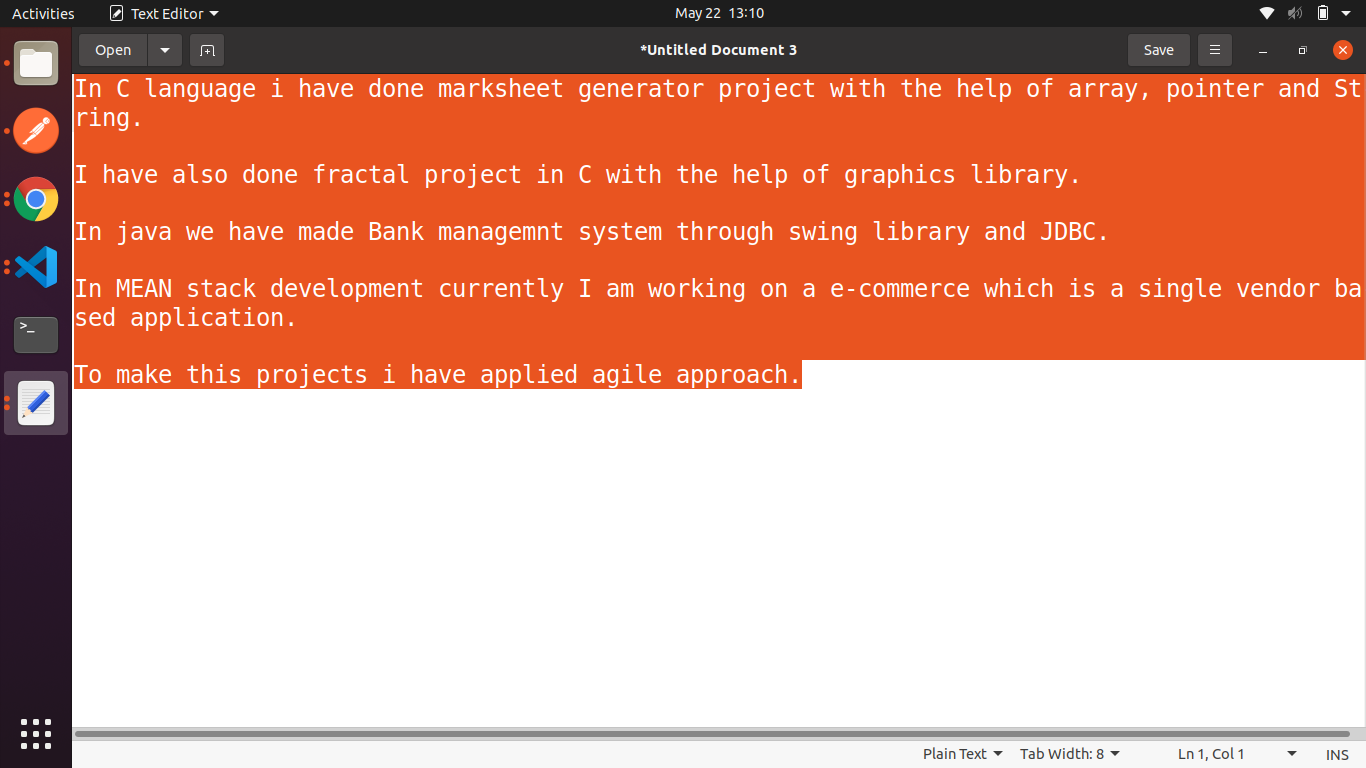 Activities
Text Editor
May 22 13:10
Open
*Untitled Document 3
Save
In C language i have done marksheet generator project with the help of array, pointer and St
ring.
I have also done fractal project in C with the help of graphics library.
In java we have made Bank managemnt system through swing library and JDBC.
In MEAN stack development currently I am working on a e-commerce which is a single vendor ba
sed application.
To make this projects i have applied agile approach.
>_
Plain Text
Tab Width: 8
Ln 1, Col 1
INS